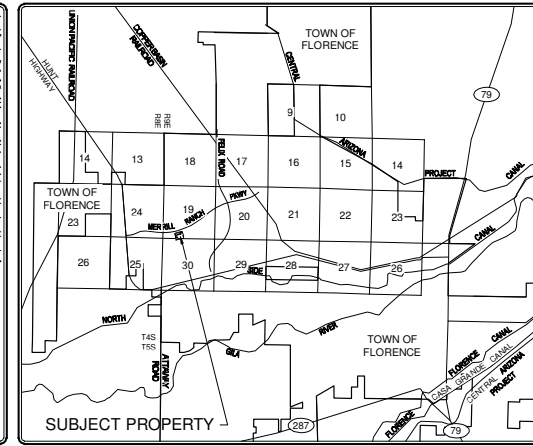 TOWN OF
FLORENCE
UNION PACIFIC RAILROAD
HUNT
HIGHWAY
COPPER BASIN
RAILROAD
CENTRAL
79
9
10
R8E
R9E
FELIX ROAD
ARIZONA
14
13
18
17
16
15
14
PROJECT
CANAL
TOWN OF
FLORENCE
23
24
19
MERRILL RANCH PKWY
20
21
22
23
CANAL
26
25
30
29
SIDE
28
27
26
NORTH
T4S
T5S
ATTAWAY
ROAD
GILA
RIVER
TOWN OF
FLORENCE
FLORENCE
CANAL
CASA GRANDE CANAL
CENTRAL ARIZONA
PROJECT
FLORENCE
SUBJECT PROPERTY
287
79